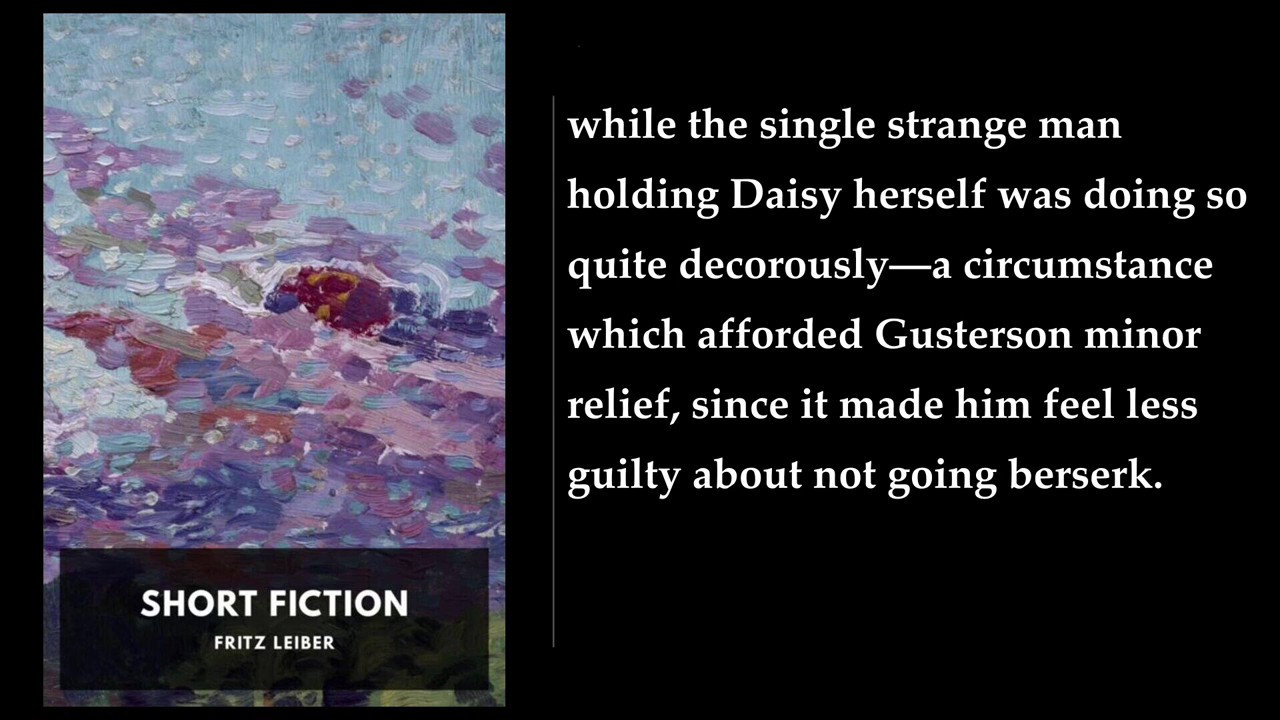 SHORT FICTION
FRITZ LEIBER
while the single strange man
holding Daisy herself was doing so
quite decorously—a circumstance
which afforded Gusterson minor
relief, since it made him feel less
guilty about not going berserk.